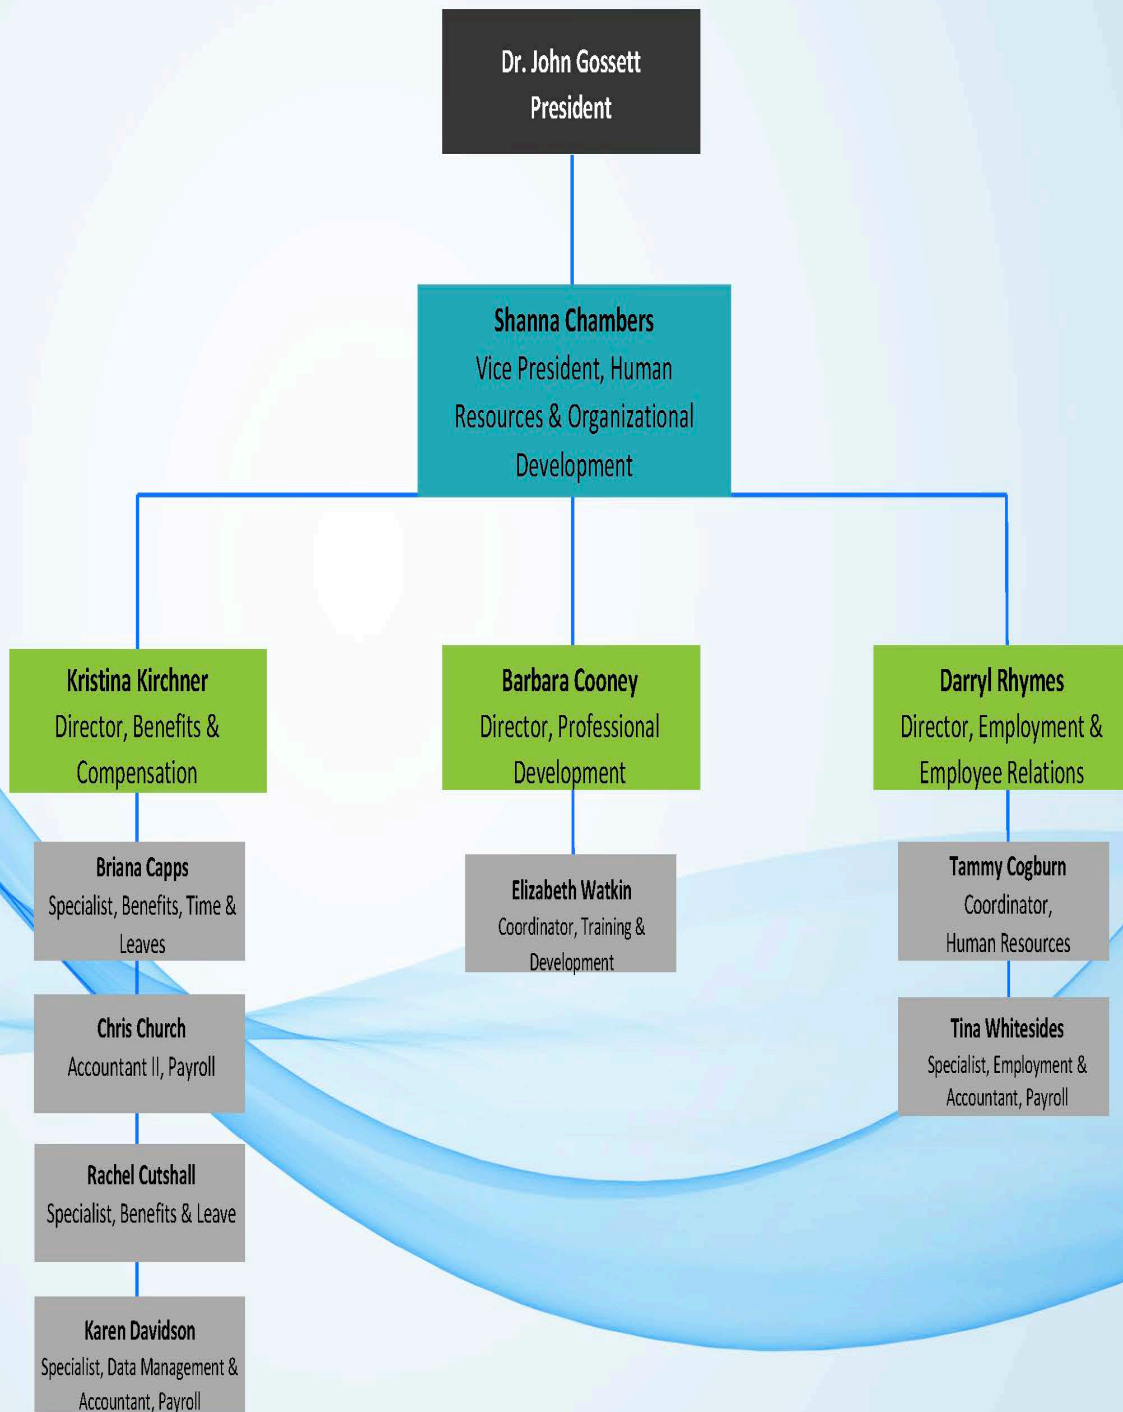 Dr. John Gossett
President
Shanna Chambers
Vice President, Human
Resources & Organizational
Development
Kristina Kirchner
Director, Benefits &
Compensation
Barbara Cooney
Director, Professional
Development
Darryl Rhymes
Director, Employment &
Employee Relations
Briana Capps
Specialist, Benefits, Time &
Leaves
Elizabeth Watkin
Coordinator, Training &
Development
Tammy Cogburn
Coordinator,
Human Resources
Chris Church
Accountant II, Payroll
Tina Whitesides
Specialist, Employment &
Accountant, Payroll
Rachel Cutshall
Specialist, Benefits & Leave
Karen Davidson
Specialist, Data Management &
Accountant, Payroll